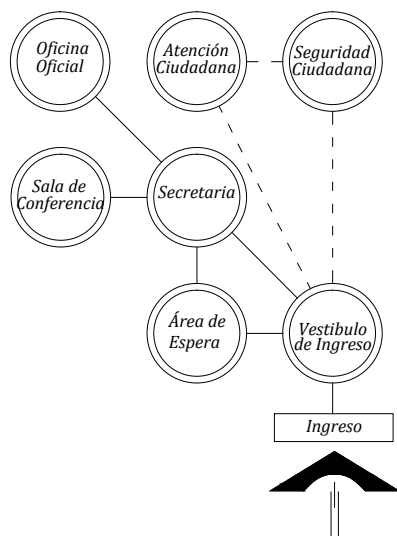 Oficina
Oficial
Atención
Ciudadana
Seguridad
Ciudadana
Sala de
Conferencia
Secretaria
Área de
Espera
Vestibulo
de Ingreso
Ingreso